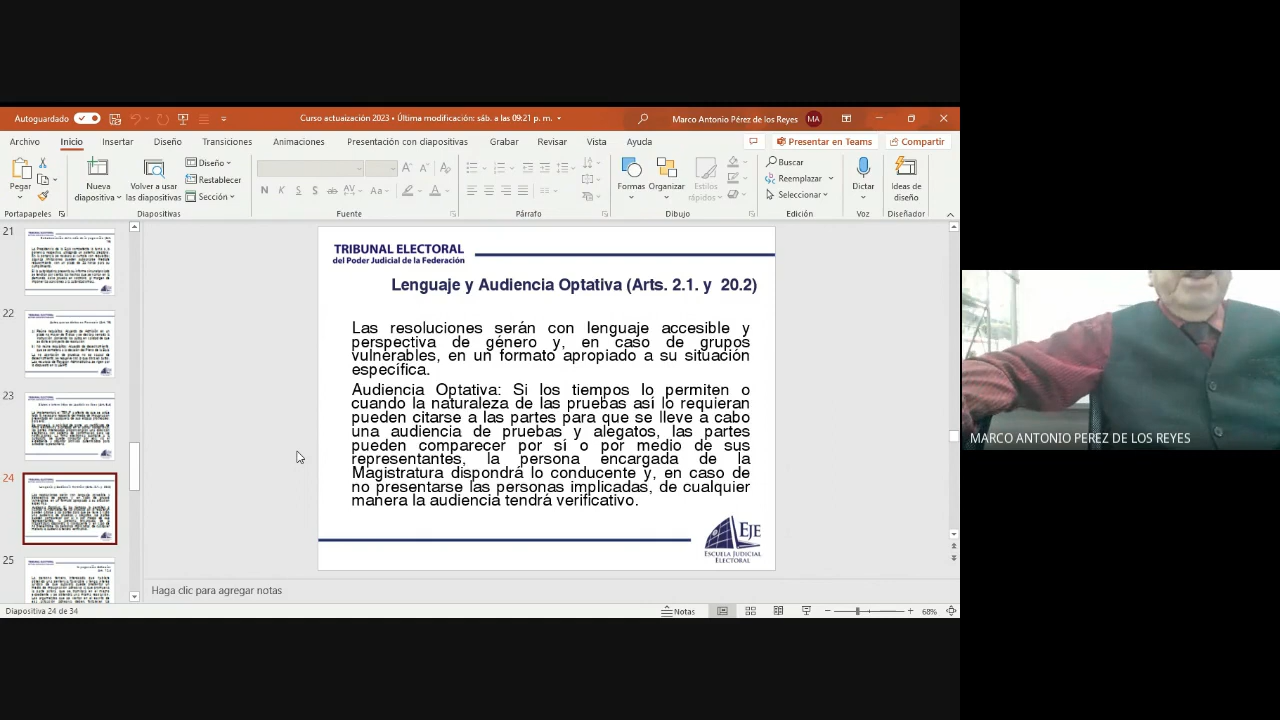 Autoguardado
Curso actuaización 2023 • Última modificación: sáb. a las 09:21 p. m.
Marco Antonio Pérez de los Reyes
MA
Archivo Inicio Insertar Diseño Transiciones Animaciones Presentación con diapositivas Grabar Revisar Vista Ayuda
Presentar en Teams
Compartir
Pegar
Nueva diapositiva
Volver a usar las diapositivas
Diseño
Restablecer
Sección
N K S S ab AV Aa A
Formas
Organizar
Estilos rápidos
Buscar
Reemplazar
Seleccionar
Dictar
Ideas de diseño
Portapapeles Diapositivas Fuente Párrafo Dibujo Edición Voz Diseñador
21
22
23
24
25
TRIBUNAL ELECTORAL
del Poder Judicial de la Federación
Lenguaje y Audiencia Optativa (Arts. 2.1. y 20.2)
Las resoluciones serán con lenguaje accesible y
perspectiva de género y, en caso de grupos
vulnerables, en un formato apropiado a su situación
especifica.
Audiencia Optativa: Si los tiempos lo permiten o
cuando la naturaleza de las pruebas así lo requieran
pueden citarse a las partes para que se lleve a cabo
una audiencia de pruebas y alegatos, las partes
pueden comparecer por sí o por medio de sus
representantes, la persona encargada de la
Magistratura dispondrá lo conducente y, en caso de
no presentarse las personas implicadas, de cualquier
manera la audiencia tendrá verificativo.
EJE
ESCUELA JUDICIAL
ELECTORAL
Haga clic para agregar notas
Diapositiva 24 de 34
Notas
68%
MARCO ANTONIO PEREZ DE LOS REYES